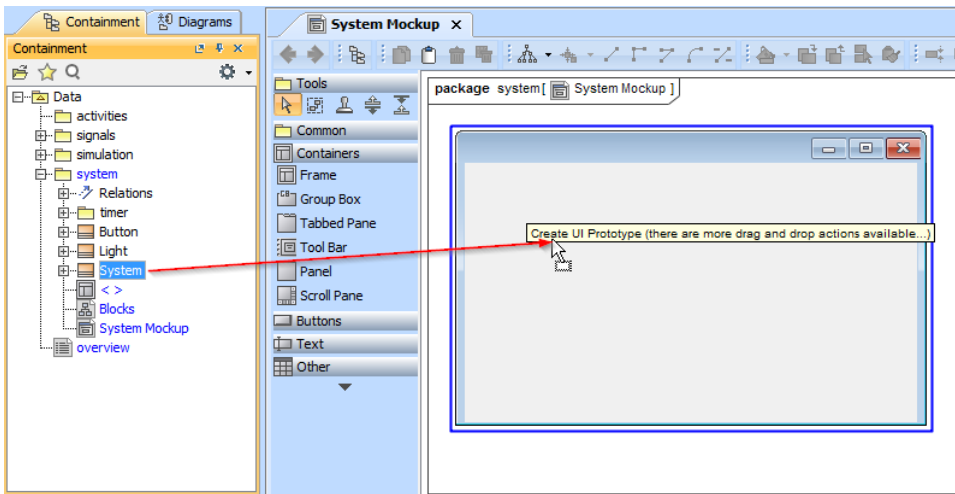 Containment
Diagrams
Containment
Data
activities
signals
simulation
system
Relations
timer
Button
Light
System
< >
Blocks
System Mockup
overview
System Mockup
Tools
Common
Containers
Frame
Group Box
Tabbed Pane
Tool Bar
Panel
Scroll Pane
Buttons
Text
Other
package system[ System Mockup ]
Create UI Prototype (there are more drag and drop actions available...)